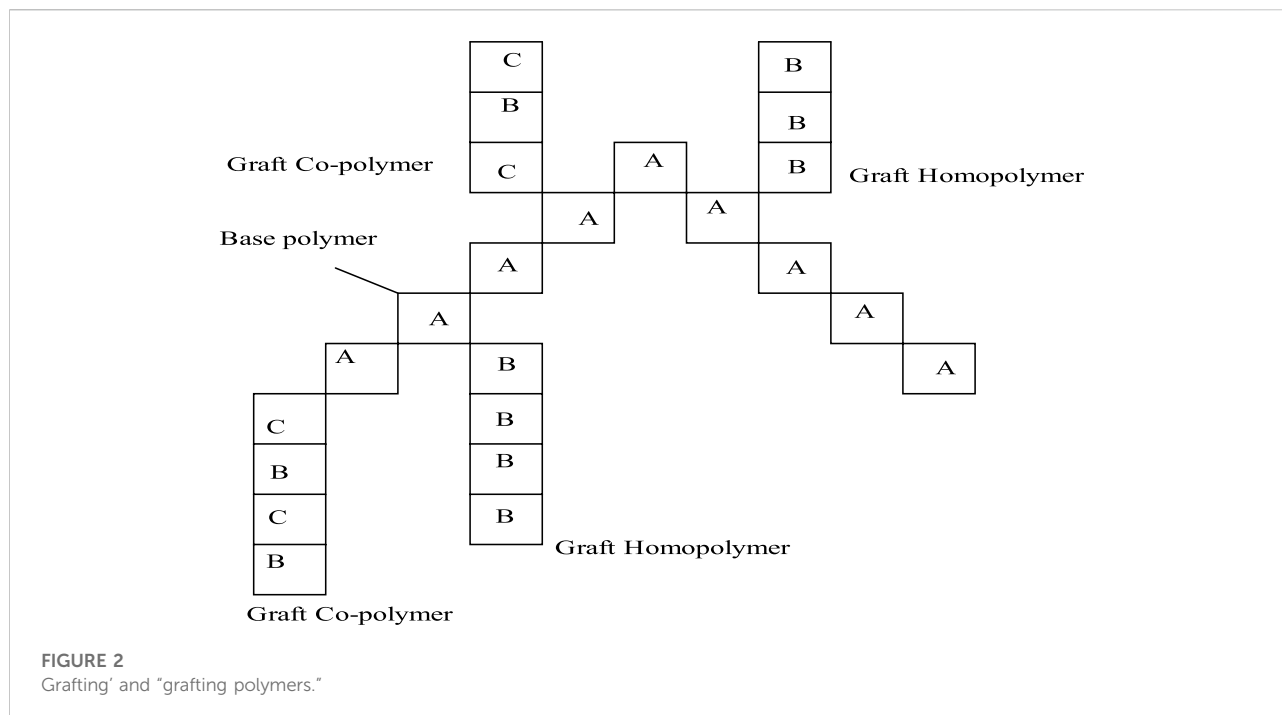 C
B
B
B
Graft Co-polymer
C
A
B
Graft Homopolymer
A
A
Base polymer
A
A
A
A
A
B
A
C
B
B
B
C
B
Graft Homopolymer
B
Graft Co-polymer
FIGURE 2
Grafting’ and “grafting polymers.”